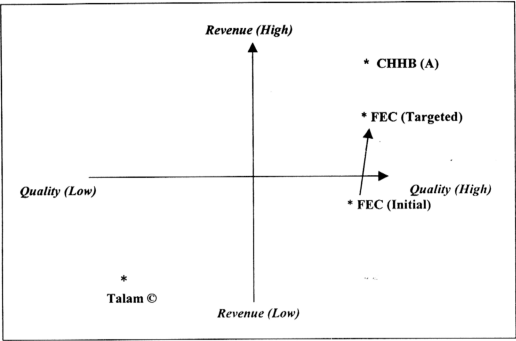 Revenue (High)
* CHHB (A)
* FEC (Targeted)
Quality (Low)
Quality (High)
* FEC (Initial)
*
Talam ©
Revenue (Low)